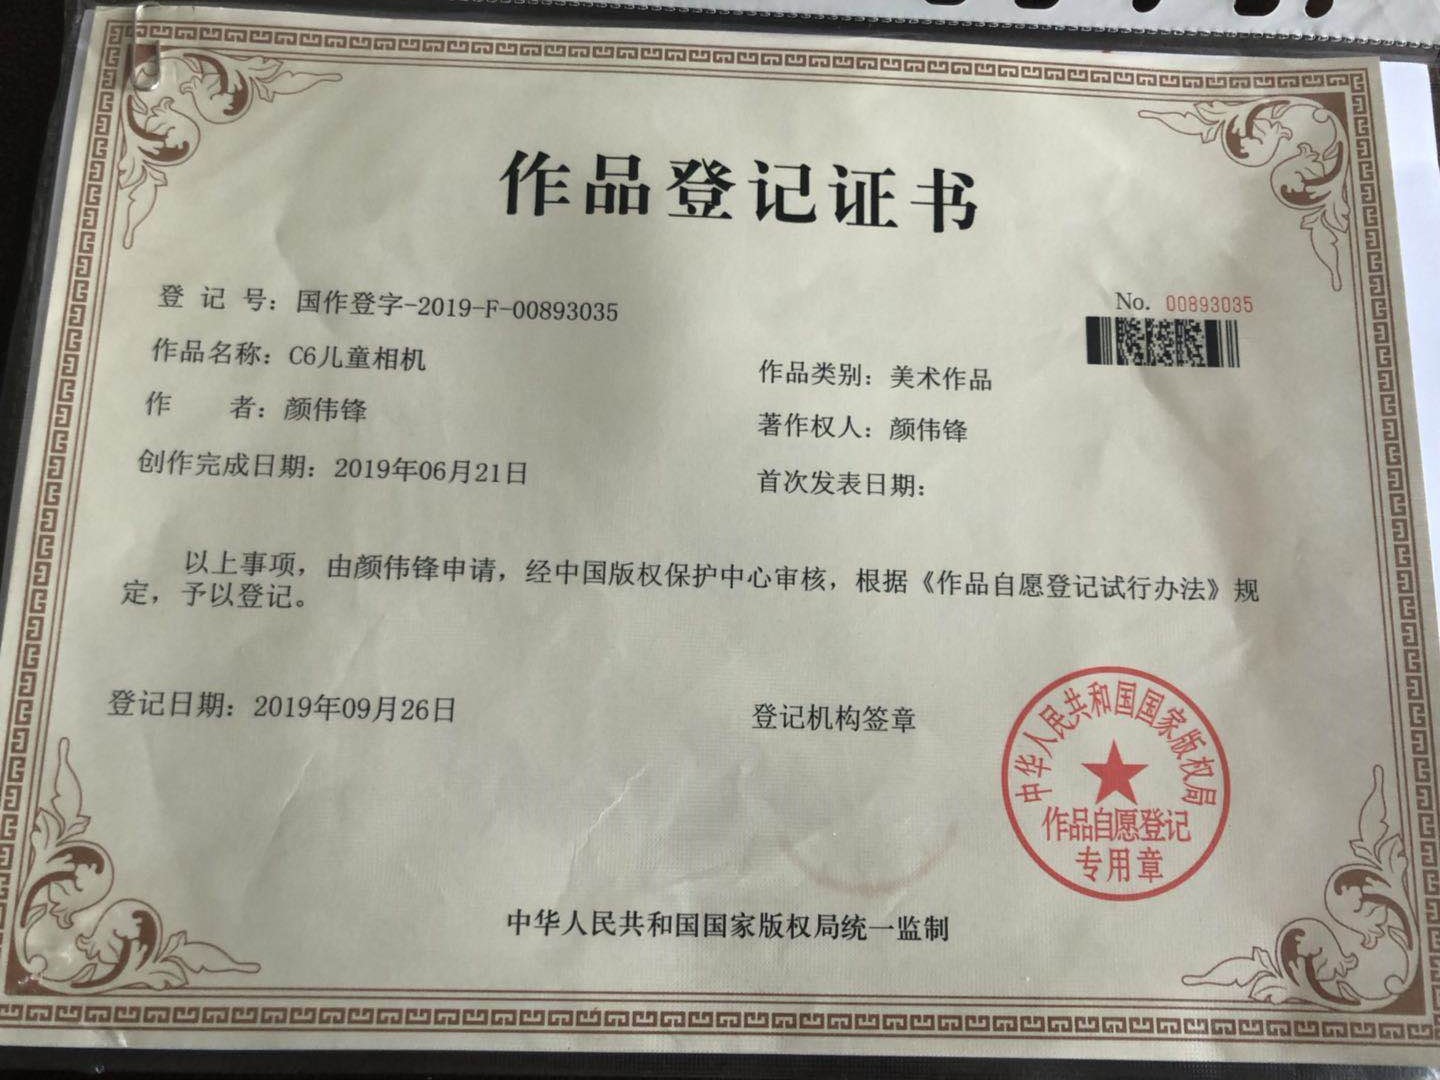 作品登记证书
No. 00893035
登 记 号：国作登字-2019-F-00893035
作品名称：C6儿童相机
作品类别：美术作品
作 者：颜伟锋
著作权人：颜伟锋
创作完成日期：2019年06月21日
首次发表日期：
以上事项，由颜伟锋申请，经中国版权保护中心审核，根据《作品自愿登记试行办法》规
定，予以登记。
登记日期：2019年09月26日
登记机构签章
中华人民共和国国家版权局
作品自愿登记
专用章
中华人民共和国国家版权局统一监制